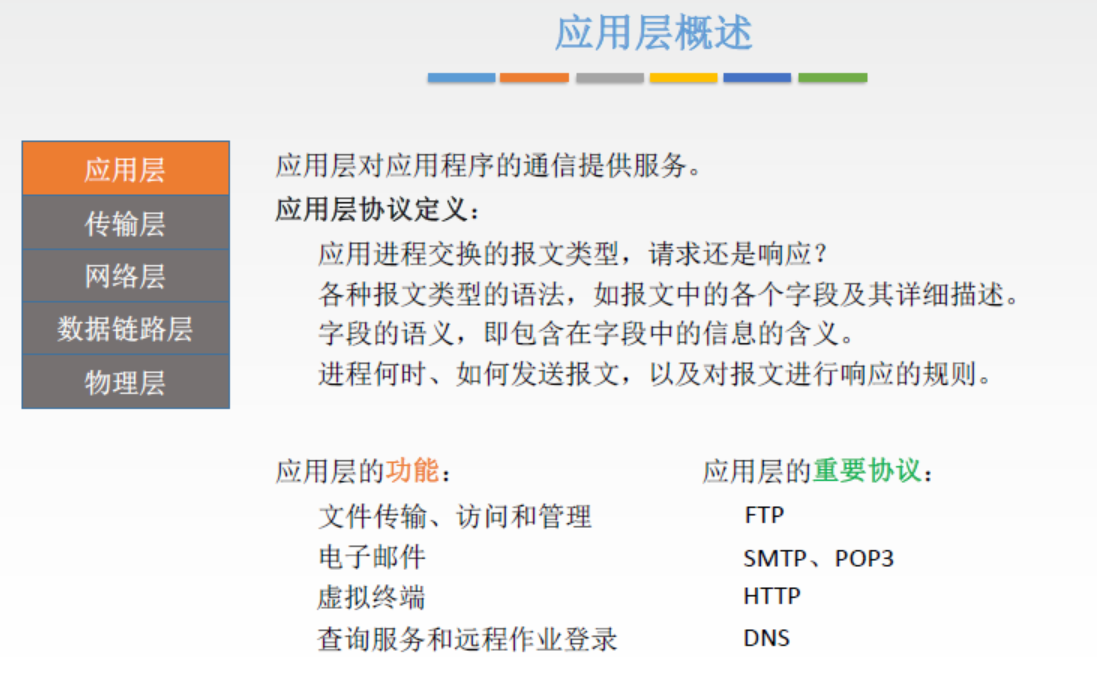 应用层概述
应用层
传输层
网络层
数据链路层
物理层
应用层对应用程序的通信提供服务。
应用层协议定义：
应用进程交换的报文类型，请求还是响应？
各种报文类型的语法，如报文中的各个字段及其详细描述。
字段的语义，即包含在字段中的信息的含义。
进程何时、如何发送报文，以及对报文进行响应的规则。
应用层的功能：
文件传输、访问和管理
电子邮件
虚拟终端
查询服务和远程作业登录
应用层的重要协议：
FTP
SMTP、POP3
HTTP
DNS